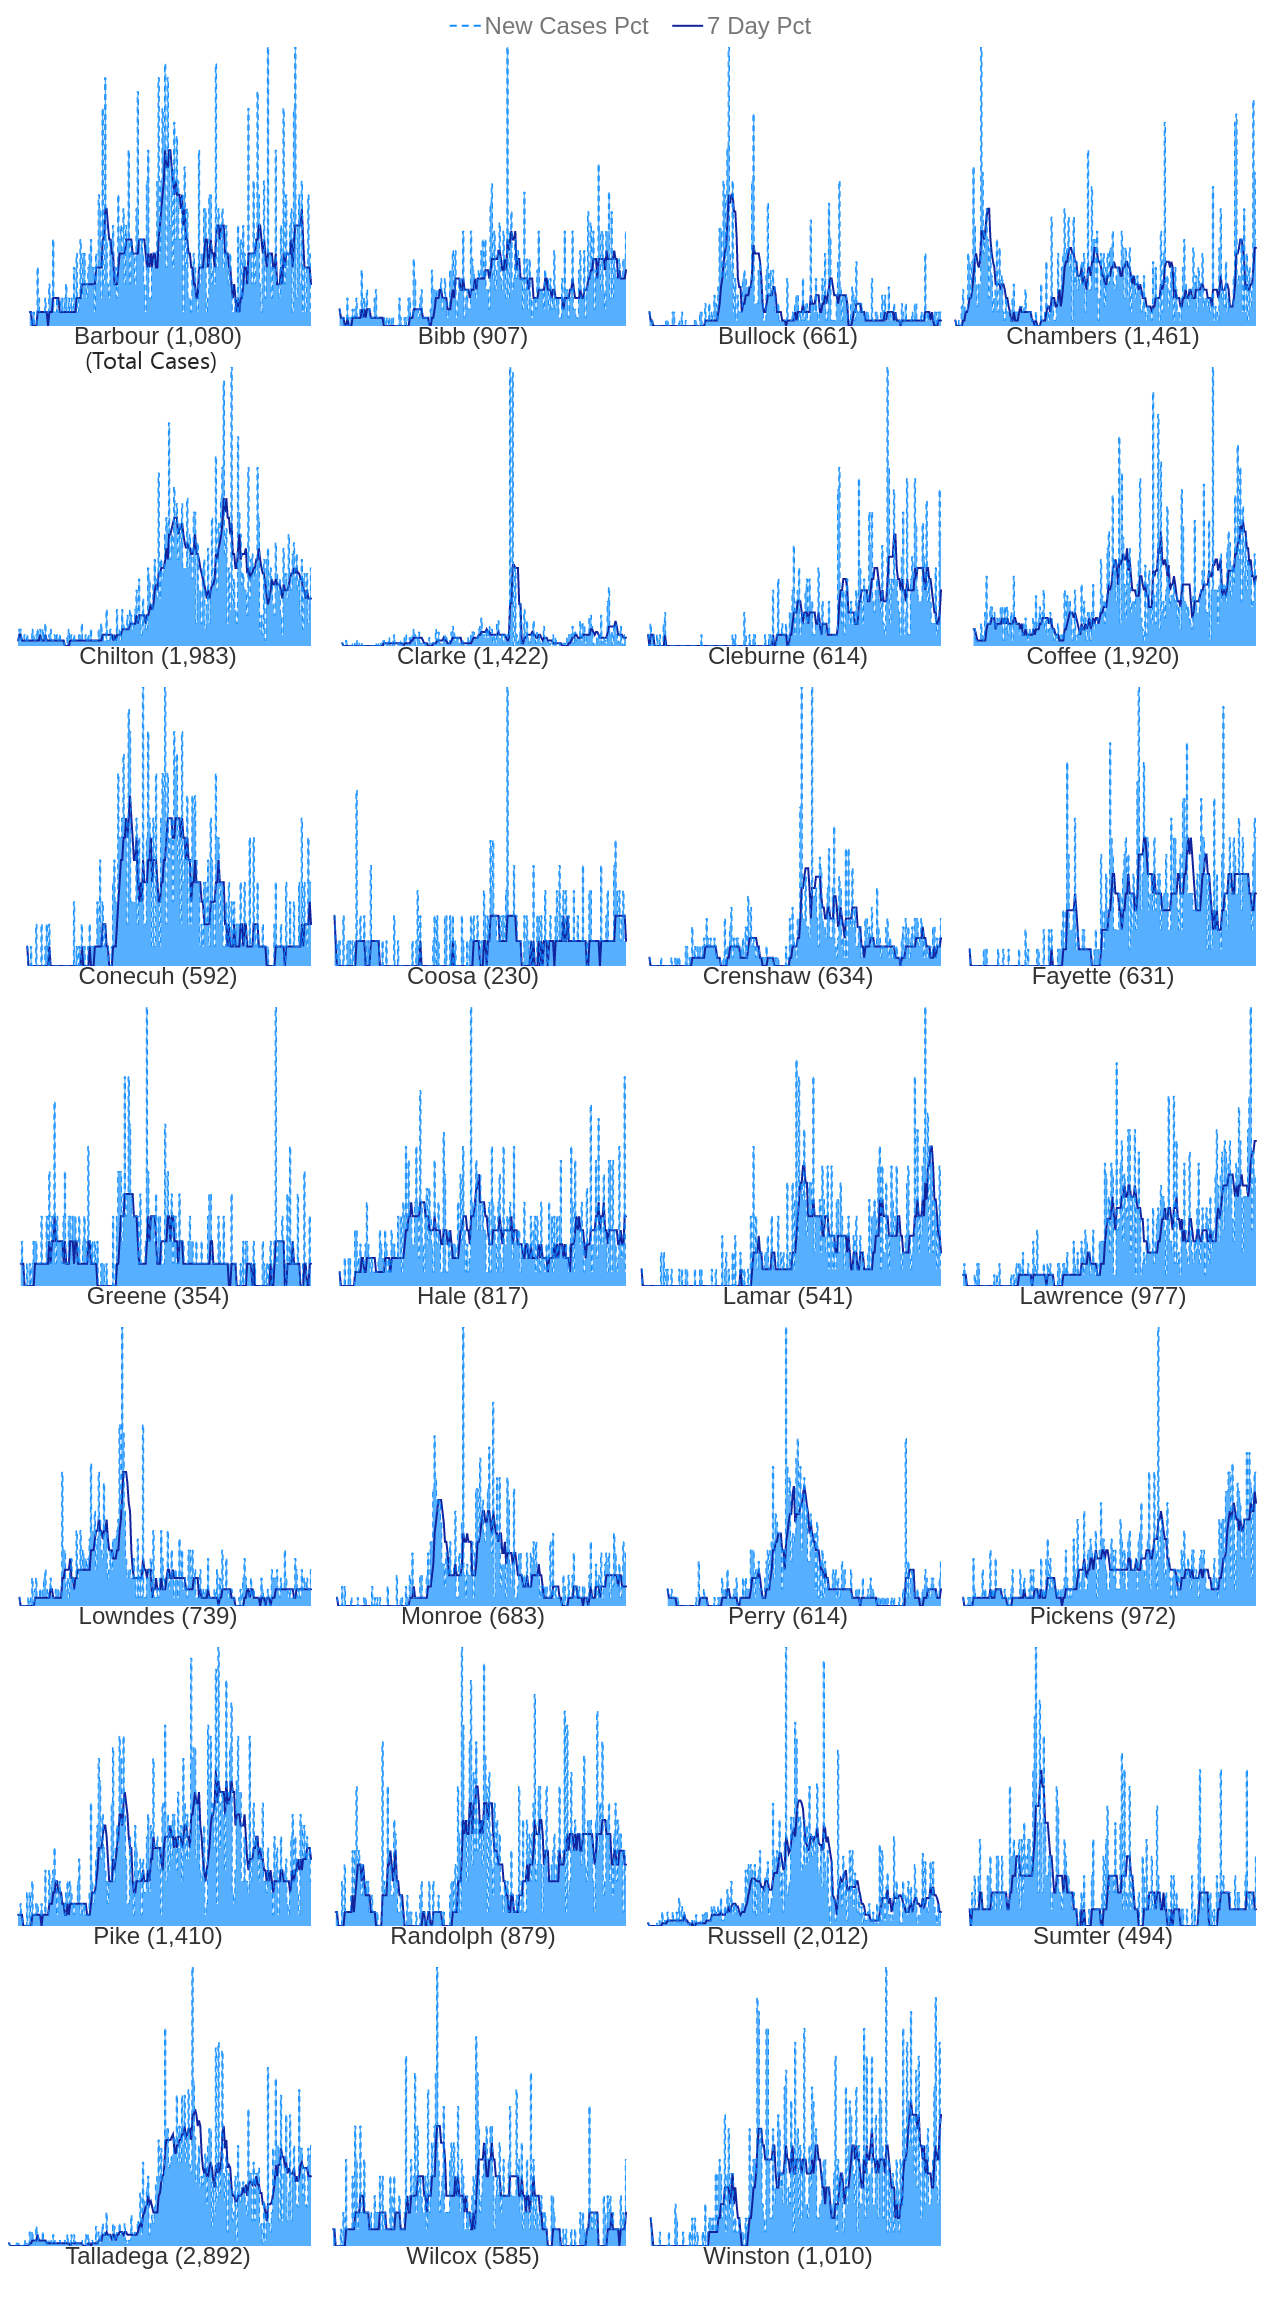 New Cases Pct 7 Day Pct
Barbour (1,080) Bibb (907) Bullock (661) Chambers (1,461)
(Total Cases)
Chilton (1,983) Clarke (1,422) Cleburne (614) Coffee (1,920)
Conecuh (592) Coosa (230) Crenshaw (634) Fayette (631)
Greene (354) Hale (817) Lamar (541) Lawrence (977)
Lowndes (739) Monroe (683) Perry (614) Pickens (972)
Pike (1,410) Randolph (879) Russell (2,012) Sumter (494)
Talladega (2,892) Wilcox (585) Winston (1,010)